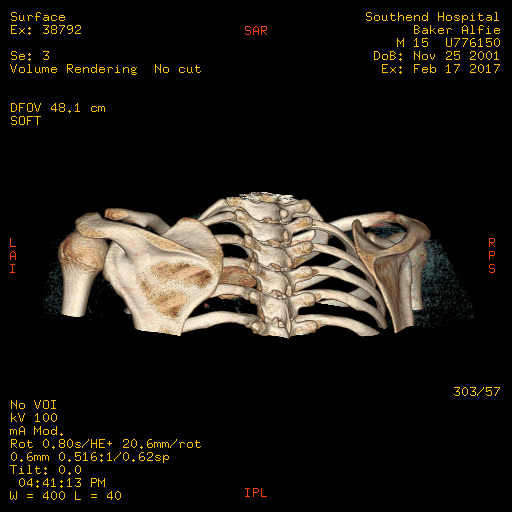 Surface
Ex: 38792
Se: 3
Volume Rendering No cut
DFOV 48.1 cm
SOFT
SAR
Southend Hospital
Baker Alfie
M 15 U776150
DoB: Nov 25 2001
Ex: Feb 17 2017
L
A
I
R
P
S
303/57
No VOI
kV 100
mA Mod.
Rot 0.80s/HE+ 20.6mm/rot
0.6mm 0.516:1/0.62sp
Tilt: 0.0
04:41:13 PM
W = 400 L = 40
IPL